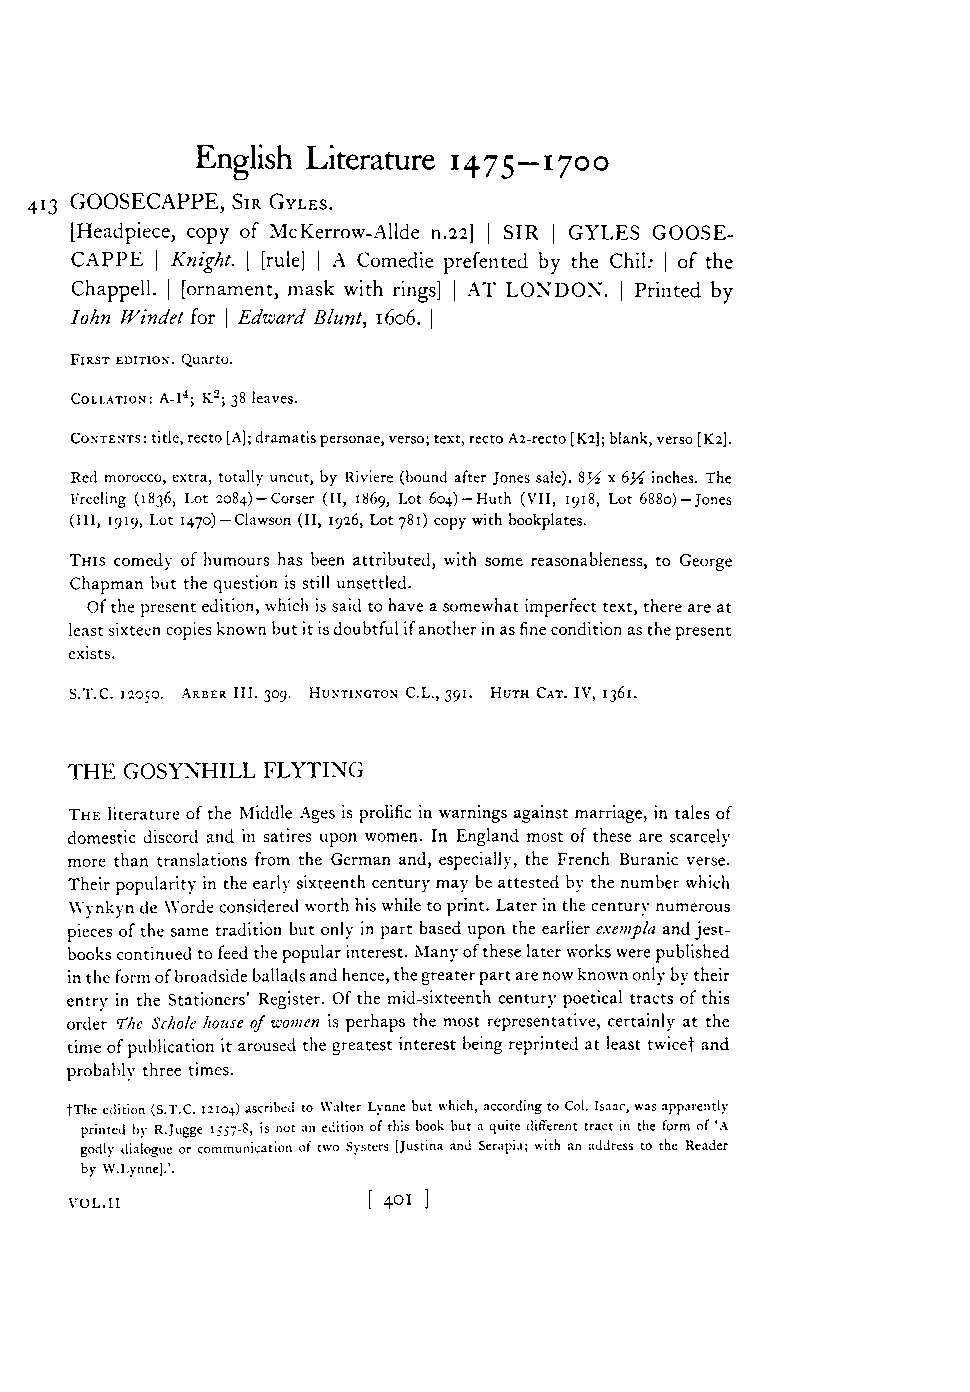 English Literature 1475–1700
413 GOOSECAPPE, SIR GYLES.
[Headpiece, copy of McKerrow-Allde n.22] | SIR | GYLES GOOSE-
CAPPE | Knight. | [rule] | A Comedie preſented by the Chil: | of the
Chappell. | [ornament, mask with rings] | AT LONDON. | Printed by
Iohn Windet for | Edward Blunt, 1606. |
FIRST EDITION. Quarto.
COLLATION: A-I⁴; K²; 38 leaves.
CONTENTS: title, recto [A]; dramatis personae, verso; text, recto A2-recto [K2]; blank, verso [K2].
Red morocco, extra, totally uncut, by Riviere (bound after Jones sale). 8½ x 6½ inches. The
Freeling (1836, Lot 2084)—Corser (II, 1869, Lot 604)—Huth (VII, 1918, Lot 6880)—Jones
(III, 1919, Lot 1470)—Clawson (II, 1926, Lot 781) copy with bookplates.
THIS comedy of humours has been attributed, with some reasonableness, to George
Chapman but the question is still unsettled.
Of the present edition, which is said to have a somewhat imperfect text, there are at
least sixteen copies known but it is doubtful if another in as fine condition as the present
exists.
S.T.C. 12050. ARBER III. 309. HUNTINGTON C.L., 391. HUTH CAT. IV, 1361.
THE GOSYNHILL FLYTING
THE literature of the Middle Ages is prolific in warnings against marriage, in tales of
domestic discord and in satires upon women. In England most of these are scarcely
more than translations from the German and, especially, the French Buranic verse.
Their popularity in the early sixteenth century may be attested by the number which
Wynkyn de Worde considered worth his while to print. Later in the century numerous
pieces of the same tradition but only in part based upon the earlier exempla and jest-
books continued to feed the popular interest. Many of these later works were published
in the form of broadside ballads and hence, the greater part are now known only by their
entry in the Stationers' Register. Of the mid-sixteenth century poetical tracts of this
order The Schole house of women is perhaps the most representative, certainly at the
time of publication it aroused the greatest interest being reprinted at least twice† and
probably three times.
†The edition (S.T.C. 12104) ascribed to Walter Lynne but which, according to Col. Isaac, was apparently
printed by R.Jugge 1557-8, is not an edition of this book but a quite different tract in the form of 'A
godly dialogue or communication of two Systers [Justina and Serapia; with an address to the Reader
by W.Lynne].'.
VOL.II [ 401 ]